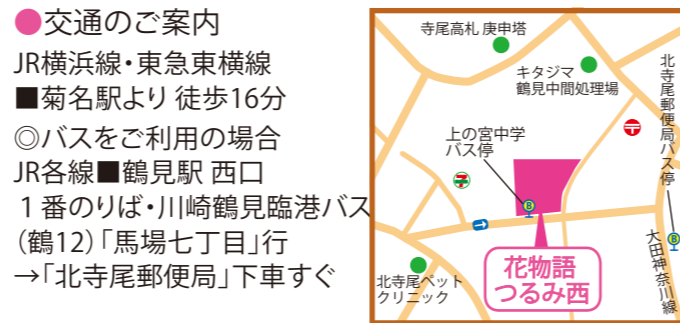 ●交通のご案内
JR横浜線・東急東横線
■菊名駅より 徒歩16分
◎バスをご利用の場合
JR各線■鶴見駅 西口
１番のりば・川崎鶴見臨港バス
（鶴12）「馬場七丁目」行
→「北寺尾郵便局」下車すぐ
寺尾高札 庚申塔
キタジマ
鶴見中間処理場
北寺尾郵便局バス停
上の宮中学
バス停
7
〒
B
→
B
大田神奈川線
北寺尾ペット
クリニック
花物語
つるみ西